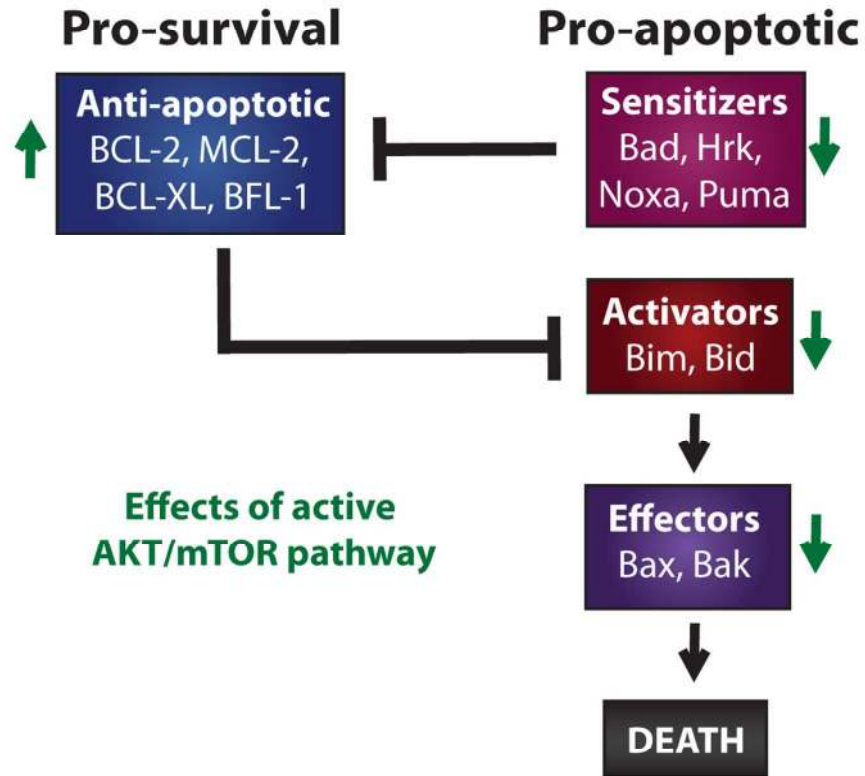 Pro-survival
Pro-apoptotic
Anti-apoptotic
BCL-2, MCL-2,
BCL-XL, BFL-1
Sensitizers
Bad, Hrk,
Noxa, Puma
Activators
Bim, Bid
Effects of active
AKT/mTOR pathway
Effectors
Bax, Bak
DEATH